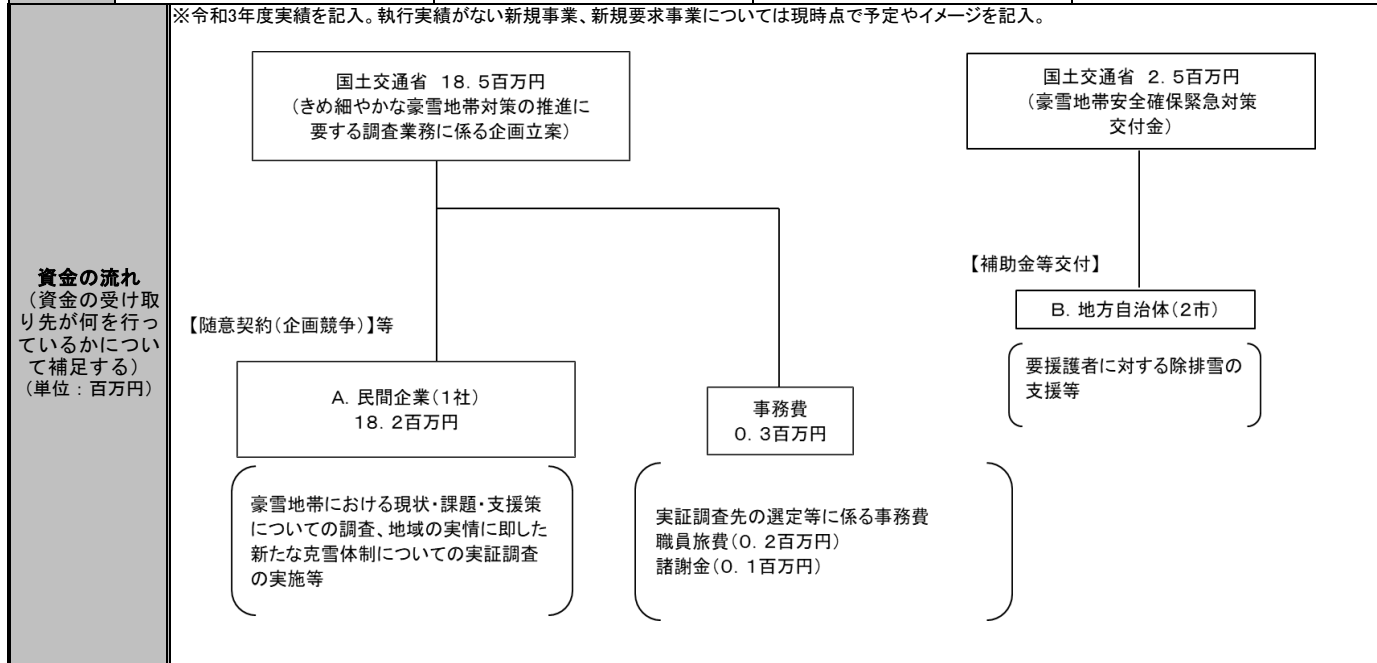 ※令和3年度実績を記入。執行実績がない新規事業、新規要求事業については現時点で予定やイメージを記入。
資金の流れ
（資金の受け取
り先が何を行っ
ているかについ
て補足する）
（単位：百万円）
国土交通省 18．5百万円
（きめ細やかな豪雪地帯対策の推進に
要する調査業務に係る企画立案）
国土交通省 2．5百万円
（豪雪地帯安全確保緊急対策
交付金）
【補助金等交付】
B．地方自治体（2市）
要援護者に対する除排雪の
支援等
【随意契約（企画競争）】等
A．民間企業（1社）
18．2百万円
事務費
0．3百万円
豪雪地帯における現状・課題・支援策
についての調査、地域の実情に即した
新たな克雪体制についての実証調査
の実施等
実証調査先の選定等に係る事務費
職員旅費（0．2百万円）
諸謝金（0．1百万円）